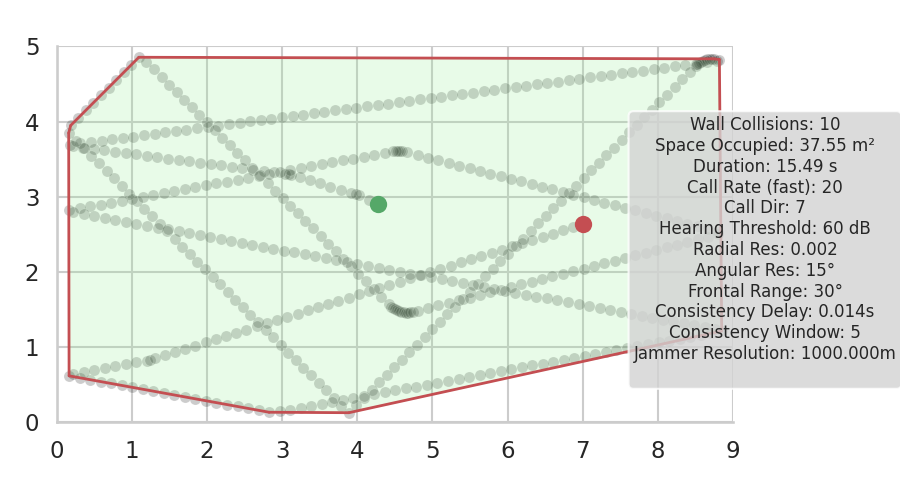 5
4
3
2
1
0
0 1 2 3 4 5 6 7 8 9
Wall Collisions: 10
Space Occupied: 37.55 m²
Duration: 15.49 s
Call Rate (fast): 20
Call Dir: 7
Hearing Threshold: 60 dB
Radial Res: 0.002
Angular Res: 15°
Frontal Range: 30°
Consistency Delay: 0.014s
Consistency Window: 5
Jammer Resolution: 1000.000m